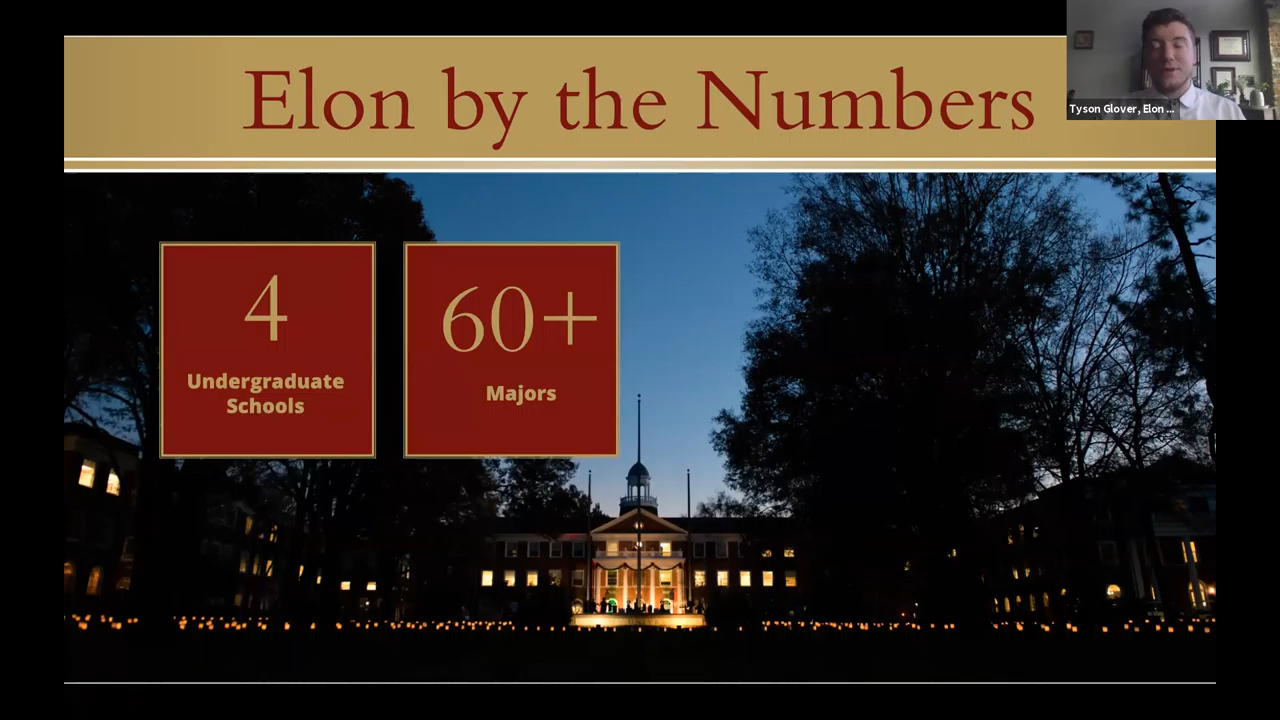 Elon by the Numbers
Tyson Glover, Elon ...
4
Undergraduate
Schools
60+
Majors